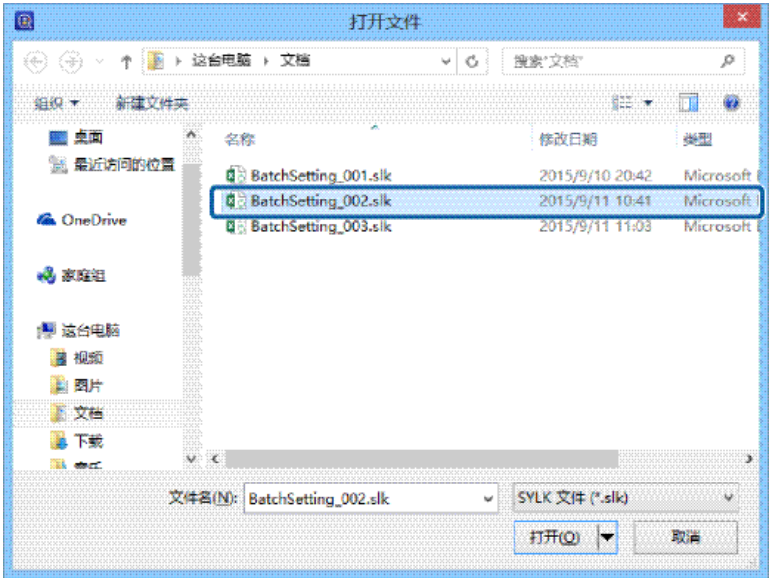 打开文件
这台电脑 文档 搜索"文档"
组织 新建文件夹
名称 修改日期 类型
桌面
最近访问的位置
OneDrive
家庭组
这台电脑
视频
图片
文档
下载
音乐
BatchSetting_001.slk 2015/9/10 20:42 Microsoft
BatchSetting_002.slk 2015/9/11 10:41 Microsoft
BatchSetting_003.slk 2015/9/11 11:03 Microsoft
文件名(N): BatchSetting_002.slk SYLK 文件 (*.slk)
打开(O) 取消